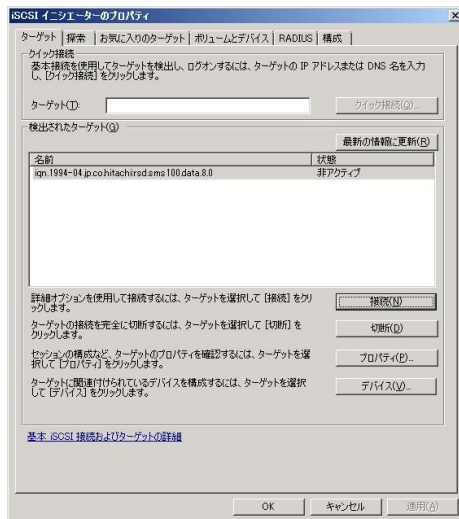 iSCSI イニシエーターのプロパティ
ターゲット 探索 お気に入りのターゲット ボリュームとデバイス RADIUS 構成
クイック接続
基本接続を使用してターゲットを検出し、ログオンするには、ターゲットの IP アドレスまたは DNS 名を入力
し、[クイック接続] をクリックします。
ターゲット(T): クイック接続(Q)...
検出されたターゲット(G)
最新の情報に更新(R)
名前 状態
iqn.1994-04.jp.co.hitachi:rsd.sms100.data.8.0 非アクティブ
詳細オプションを使用して接続するには、ターゲットを選択して [接続] をクリ
ックします。
接続(N)
ターゲットの接続を完全に切断するには、ターゲットを選択して [切断] を
クリックします。
切断(D)
セッションの構成など、ターゲットのプロパティを確認するには、ターゲットを選
択して [プロパティ] をクリックします。
プロパティ(P)...
ターゲットに関連付けられているデバイスを構成するには、ターゲットを選択
して [デバイス] をクリックします。
デバイス(V)...
基本 iSCSI 接続およびターゲットの詳細
OK キャンセル 適用(A)